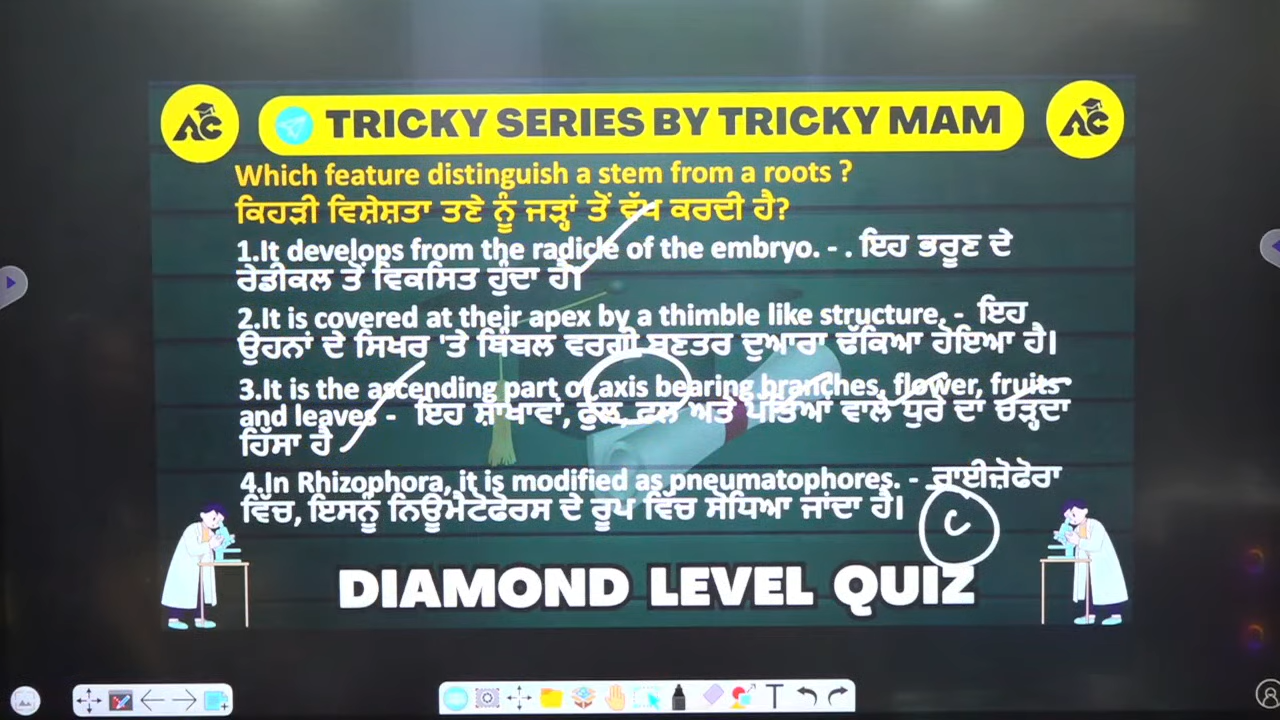 AC
TRICKY SERIES BY TRICKY MAM
AC
Which feature distinguish a stem from a roots ?
ਕਿਹੜੀ ਵਿਸ਼ੇਸ਼ਤਾ ਤਣੇ ਨੂੰ ਜੜ੍ਹਾਂ ਤੋਂ ਵੱਖ ਕਰਦੀ ਹੈ?
1.It develops from the radicle of the embryo. - . ਇਹ ਭਰੂਣ ਦੇ
ਰੇਡੀਕਲ ਤੋਂ ਵਿਕਸਿਤ ਹੁੰਦਾ ਹੈ।
2.It is covered at their apex by a thimble like structure. - ਇਹ
ਉਹਨਾਂ ਦੇ ਸਿਖਰ 'ਤੇ ਥਿੰਬਲ ਵਰਗੀ ਬਣਤਰ ਦੁਆਰਾ ਢੱਕਿਆ ਹੋਇਆ ਹੈ।
3.It is the ascending part of axis bearing branches, flower, fruits
and leaves - ਇਹ ਸ਼ਾਖਾਵਾਂ, ਫੁੱਲ, ਫਲ ਅਤੇ ਪੱਤਿਆਂ ਵਾਲੇ ਧੁਰੇ ਦਾ ਚੜ੍ਹਦਾ
ਹਿੱਸਾ ਹੈ
4.In Rhizophora, it is modified as pneumatophores. - ਰਾਈਜ਼ੋਫੋਰਾ
ਵਿੱਚ, ਇਸਨੂੰ ਨਿਊਮੈਟੋਫੋਰਸ ਦੇ ਰੂਪ ਵਿੱਚ ਸੋਧਿਆ ਜਾਂਦਾ ਹੈ।
C
DIAMOND LEVEL QUIZ
T